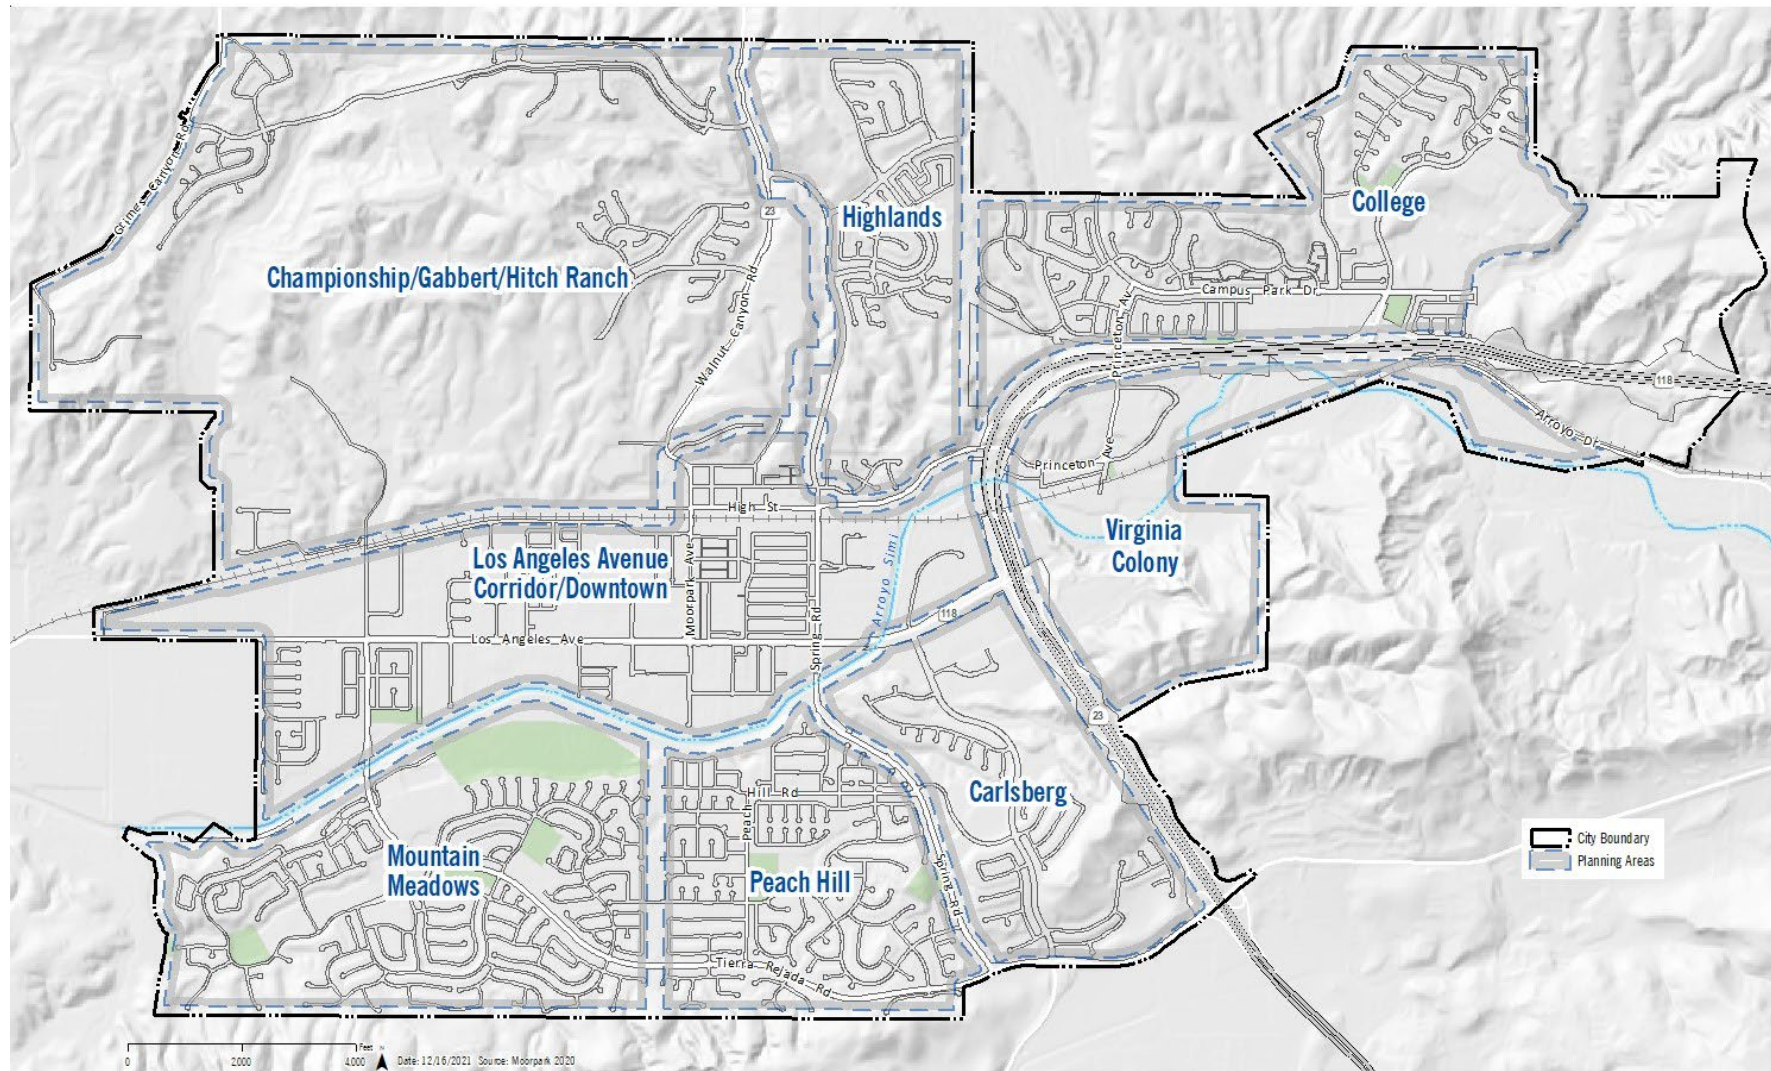 Grimes Canyon Rd
23
Highlands
College
Championship/Gabbert/Hitch Ranch
Walnut Canyon Rd
Campus Park Dr
Princeton Av
118
Arroyo Dr
Princeton Ave
High St
Virginia
Colony
Los Angeles Avenue
Corridor/Downtown
Moorpark Ave
Arroyo Simi
118
Los Angeles Ave
Spring Rd
23
Carlsberg
Peach Hill Rd
Mountain
Meadows
Peach Hill
Spring Rd
Tierra Rejada Rd
City Boundary
Planning Areas
0 2,000 4,000 Feet
N
Date: 12/16/2021 Source: Moorpark 2020